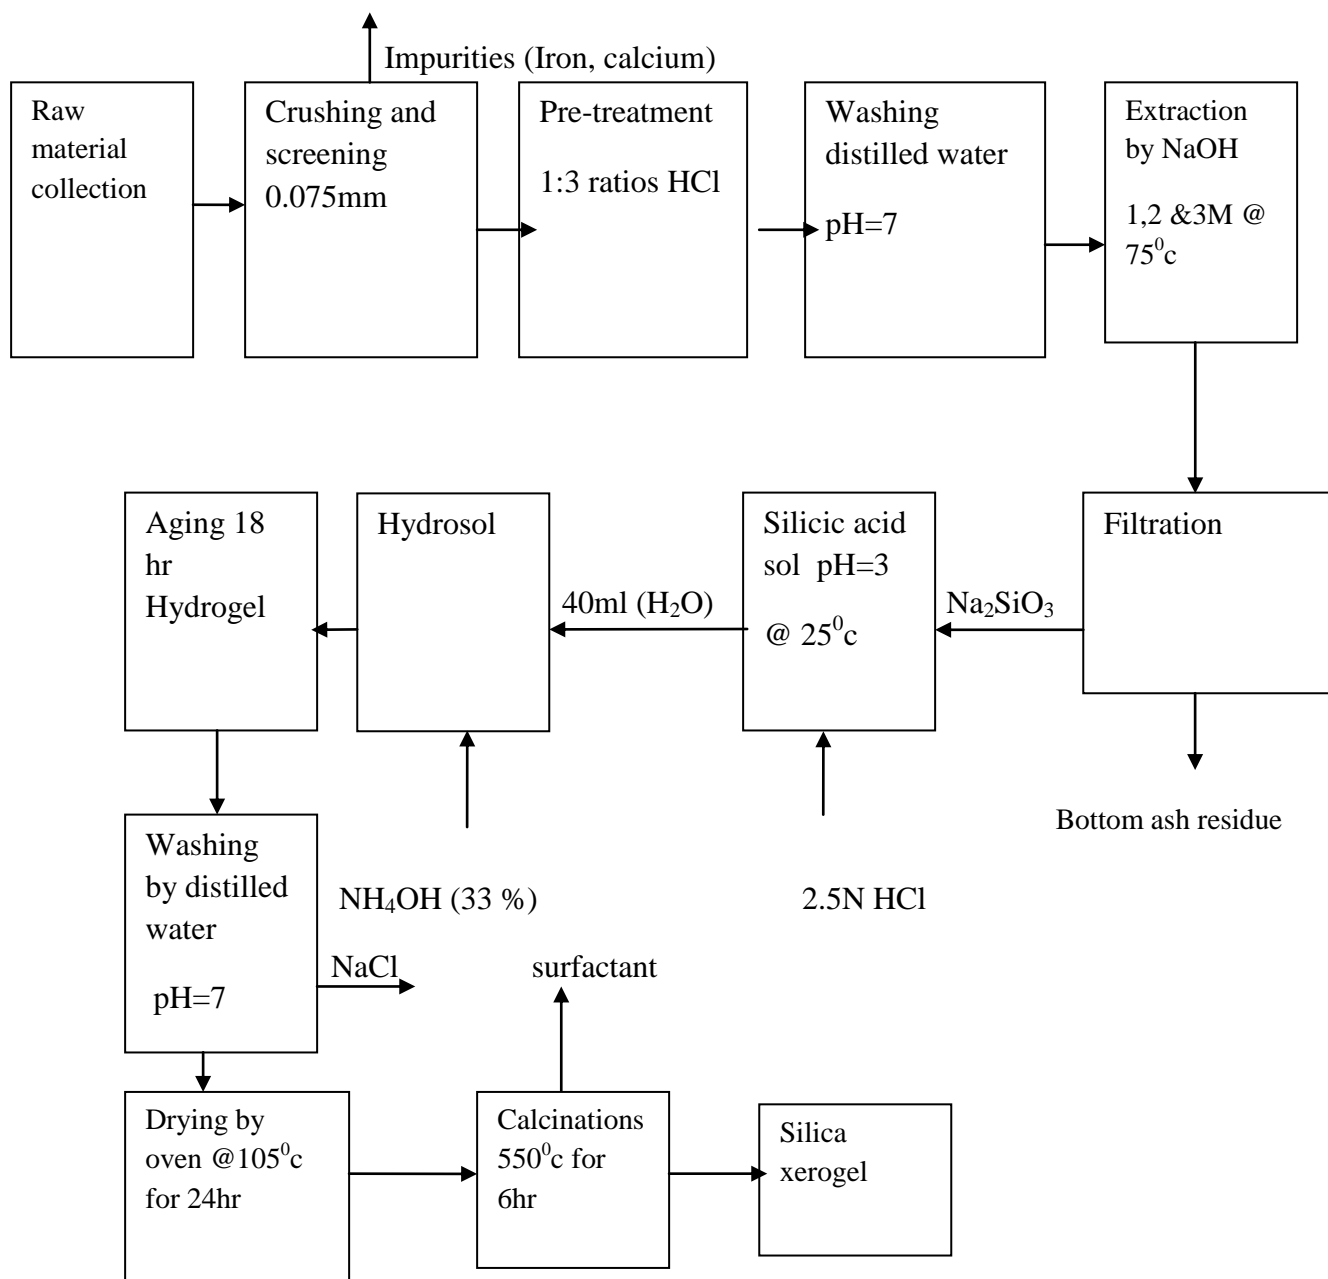 Impurities (Iron, calcium)
Raw
material
collection
Crushing and
screening
0.075mm
Pre-treatment
1:3 ratios HCl
Washing
distilled water
pH=7
Extraction
by NaOH
1,2 &3M @
75⁰c
Aging 18
hr
Hydrogel
Hydrosol
40ml (H₂O)
Silicic acid
sol pH=3
@ 25⁰c
Na₂SiO₃
Filtration
Bottom ash residue
Washing
by distilled
water
pH=7
NH₄OH (33 %)
2.5N HCl
NaCl
surfactant
Drying by
oven @105⁰c
for 24hr
Calcinations
550⁰c for
6hr
Silica
xerogel